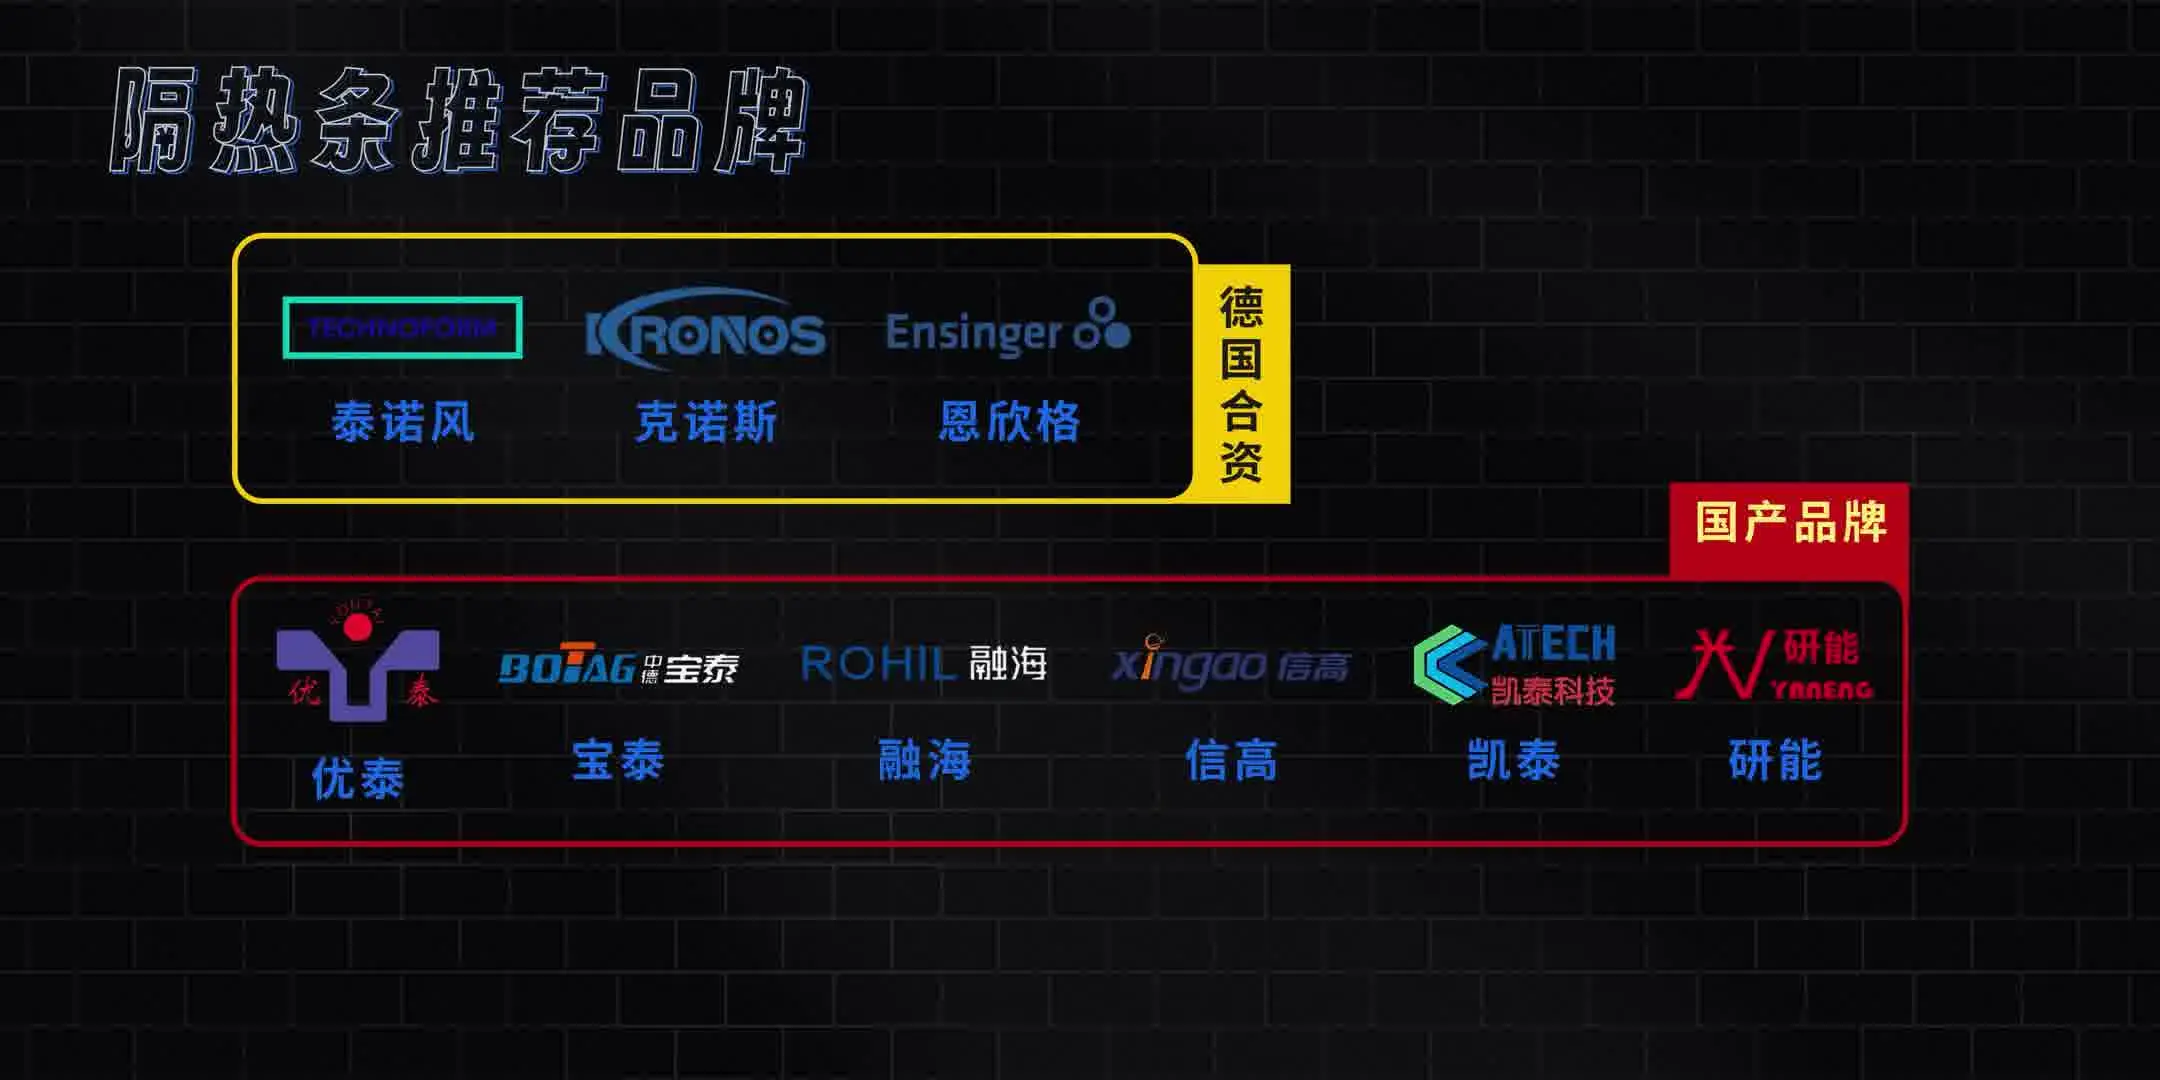 隔热条推荐品牌
TECHNOFORM
KRONOS
Ensinger
泰诺风
克诺斯
恩欣格
德国合资
国产品牌
YOUTAI
优泰
BOTAG 中德 宝泰
ROHIL 融海
xingao 信高
ATECH
凯泰科技
研能
YANENG
优泰
宝泰
融海
信高
凯泰
研能